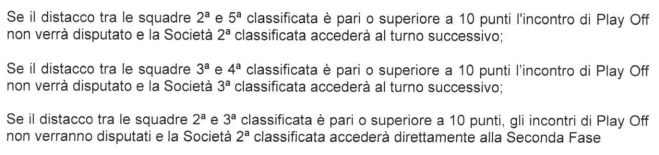 Se il distacco tra le squadre 2ª e 5ª classificata è pari o superiore a 10 punti l'incontro di Play Off
non verrà disputato e la Società 2ª classificata accederà al turno successivo;
Se il distacco tra le squadre 3ª e 4ª classificata è pari o superiore a 10 punti l'incontro di Play Off
non verrà disputato e la Società 3ª classificata accederà al turno successivo;
Se il distacco tra le squadre 2ª e 3ª classificata è pari o superiore a 10 punti, gli incontri di Play Off
non verranno disputati e la Società 2ª classificata accederà direttamente alla Seconda Fase